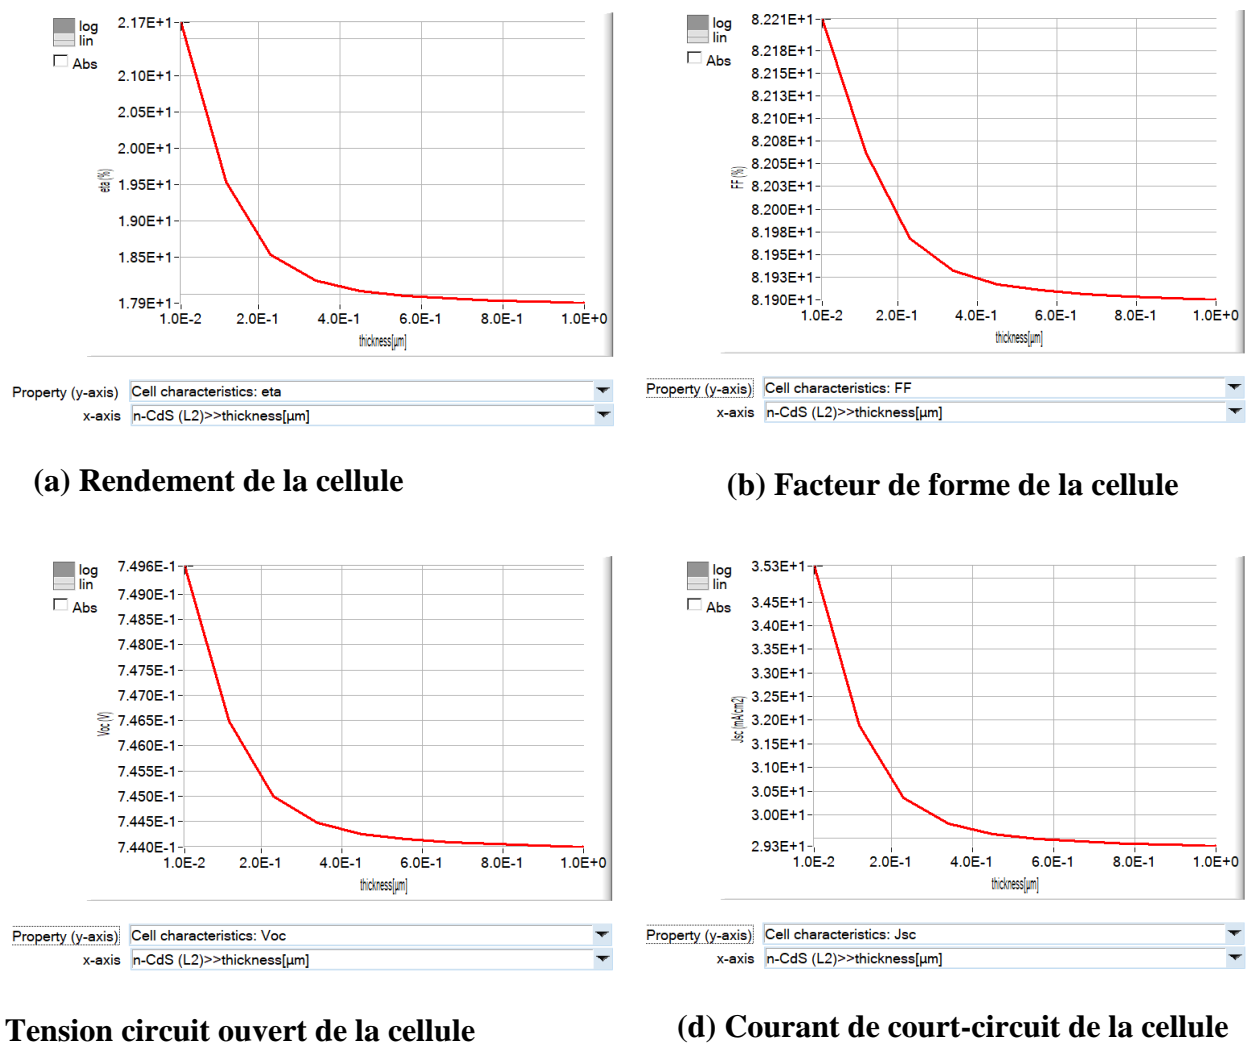 log
lin
Abs
2.17E+1
2.10E+1
2.05E+1
2.00E+1
1.95E+1
1.90E+1
1.85E+1
1.79E+1
eta (%)
1.0E-2 2.0E-1 4.0E-1 6.0E-1 8.0E-1 1.0E+0
thickness[µm]
Property (y-axis) Cell characteristics: eta
x-axis n-CdS (L2)>>thickness[µm]
(a) Rendement de la cellule
log
lin
Abs
8.221E+1
8.218E+1
8.215E+1
8.213E+1
8.210E+1
8.208E+1
8.205E+1
8.203E+1
8.200E+1
8.198E+1
8.195E+1
8.193E+1
8.190E+1
FF (%)
1.0E-2 2.0E-1 4.0E-1 6.0E-1 8.0E-1 1.0E+0
thickness[µm]
Property (y-axis) Cell characteristics: FF
x-axis n-CdS (L2)>>thickness[µm]
(b) Facteur de forme de la cellule
log
lin
Abs
7.496E-1
7.490E-1
7.485E-1
7.480E-1
7.475E-1
7.470E-1
7.465E-1
7.460E-1
7.455E-1
7.450E-1
7.445E-1
7.440E-1
Voc (V)
1.0E-2 2.0E-1 4.0E-1 6.0E-1 8.0E-1 1.0E+0
thickness[µm]
Property (y-axis) Cell characteristics: Voc
x-axis n-CdS (L2)>>thickness[µm]
Tension circuit ouvert de la cellule
log
lin
Abs
3.53E+1
3.45E+1
3.40E+1
3.35E+1
3.30E+1
3.25E+1
3.20E+1
3.15E+1
3.10E+1
3.05E+1
3.00E+1
2.93E+1
Jsc (mA/cm2)
1.0E-2 2.0E-1 4.0E-1 6.0E-1 8.0E-1 1.0E+0
thickness[µm]
Property (y-axis) Cell characteristics: Jsc
x-axis n-CdS (L2)>>thickness[µm]
(d) Courant de court-circuit de la cellule